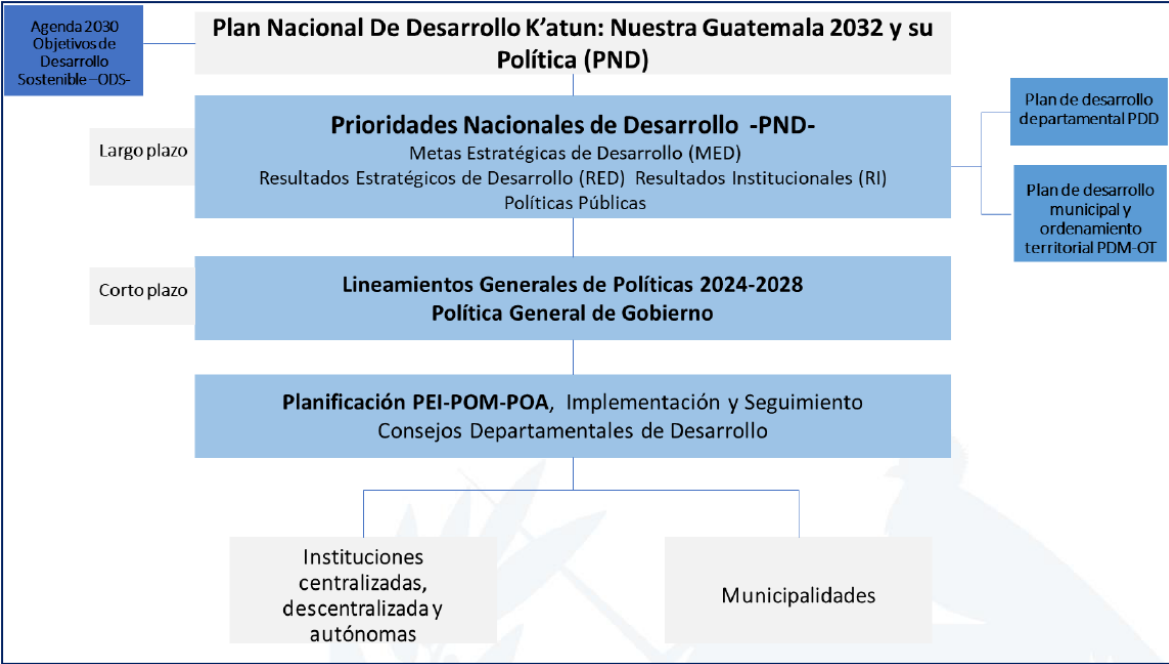 Agenda 2030
Objetivos de
Desarrollo
Sostenible –ODS-
Plan Nacional De Desarrollo K’atun: Nuestra Guatemala 2032 y su
Política (PND)
Largo plazo
Prioridades Nacionales de Desarrollo -PND-
Metas Estratégicas de Desarrollo (MED)
Resultados Estratégicos de Desarrollo (RED) Resultados Institucionales (RI)
Políticas Públicas
Plan de desarrollo
departamental PDD
Plan de desarrollo
municipal y
ordenamiento
territorial PDM-OT
Corto plazo
Lineamientos Generales de Políticas 2024-2028
Política General de Gobierno
Planificación PEI-POM-POA, Implementación y Seguimiento
Consejos Departamentales de Desarrollo
Instituciones
centralizadas,
descentralizada y
autónomas
Municipalidades